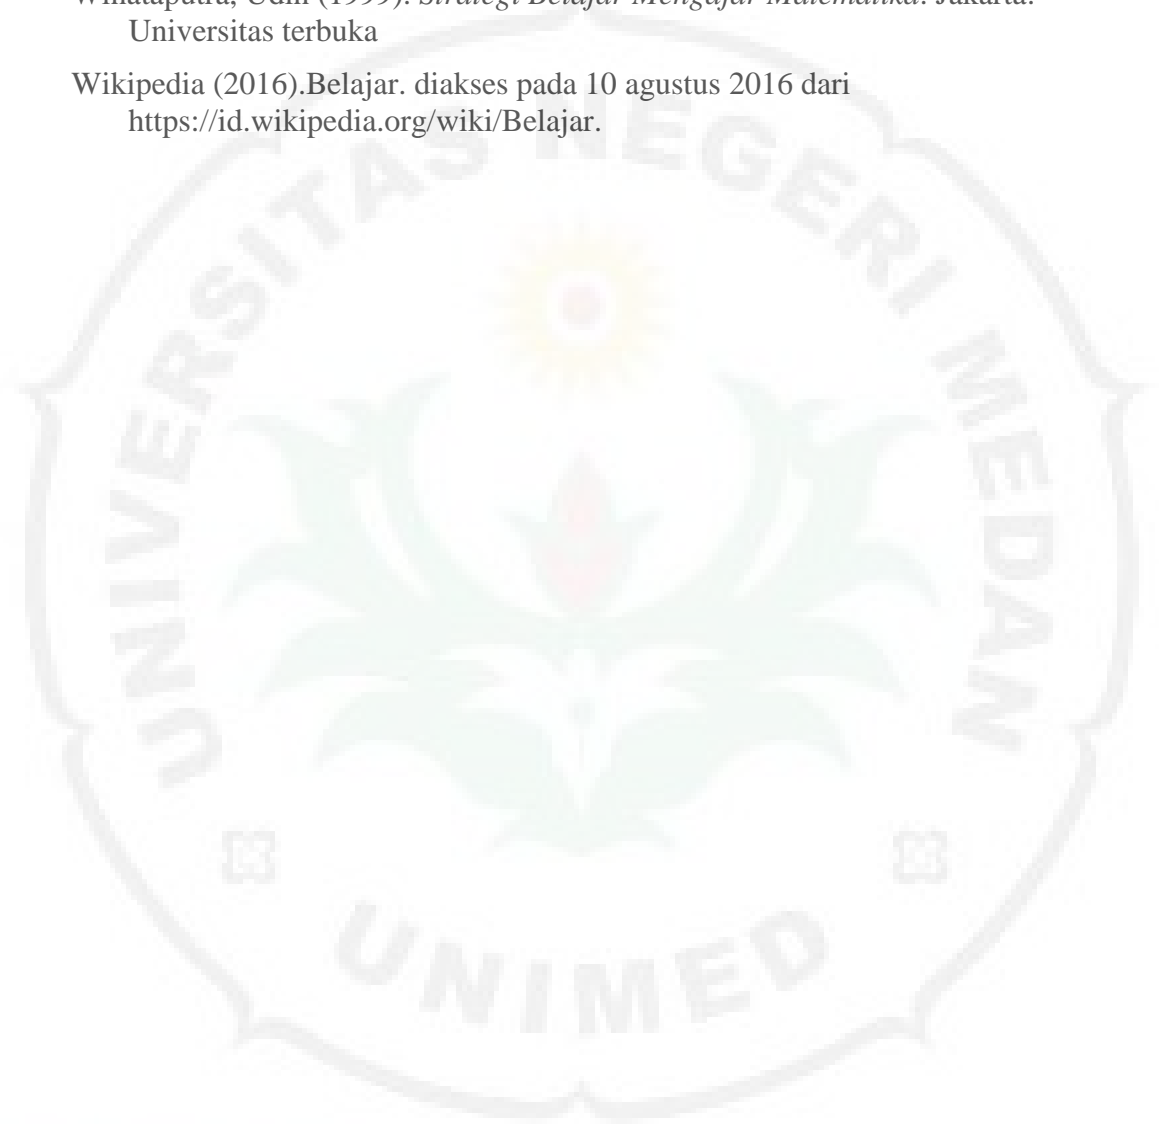 Winataputra, Udin (1999). Strategi Belajar Mengajar Matematika. Jakarta:
Universitas terbuka
Wikipedia (2016).Belajar. diakses pada 10 agustus 2016 dari
https://id.wikipedia.org/wiki/Belajar.
UNIVERSITAS NEGERI MEDAN
UNIMED